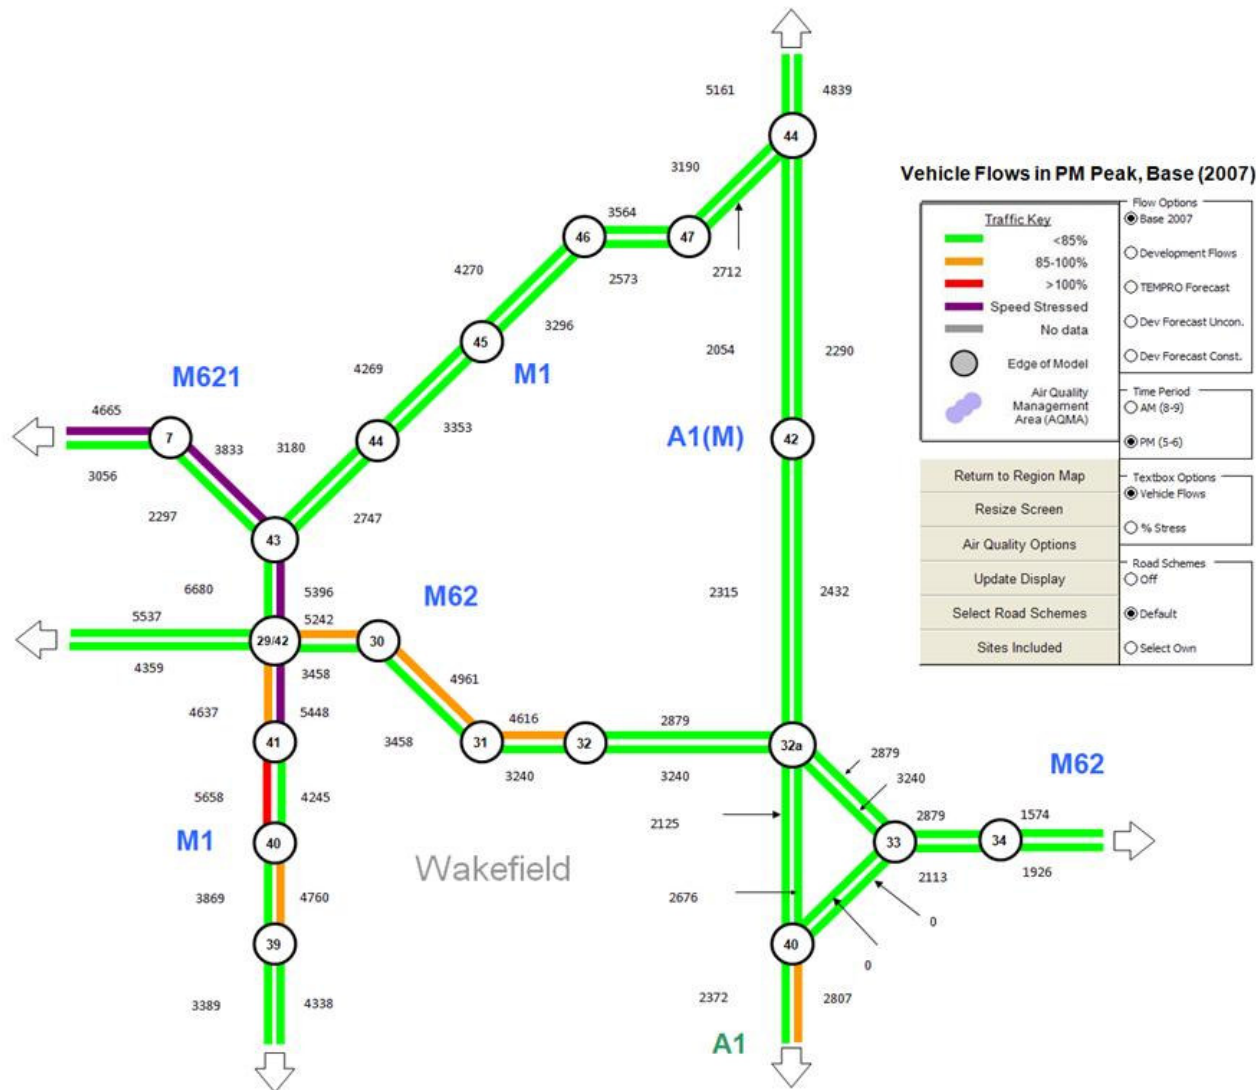 5161
4839
44
3190
Vehicle Flows in PM Peak, Base (2007)
Traffic Key
<85%
85-100%
>100%
Speed Stressed
No data
Edge of Model
Air Quality
Management
Area (AQMA)
Flow Options
Base 2007
Development Flows
TEMPRO Forecast
Dev Forecast Uncon.
Dev Forecast Const.
Time Period
AM (8-9)
PM (5-6)
Textbox Options
Vehicle Flows
% Stress
Road Schemes
Off
Default
Select Own
Return to Region Map
Resize Screen
Air Quality Options
Update Display
Select Road Schemes
Sites Included
3564
46
47
4270
2573
2712
3296
45
2054
2290
4269
M1
M621
3353
4665
7
3833
3180
44
A1(M)
42
3056
2297
2747
43
6680
5396
M62
2315
2432
5537
5242
29/42
30
4359
3458
4961
4637
5448
4616
2879
41
3458
31
32
32a
2879
M62
3240
3240
3240
5658
4245
2125
2879
1574
M1
40
33
34
Wakefield
2113
1926
3869
4760
2676
0
39
40
0
3389
4338
2372
2807
A1